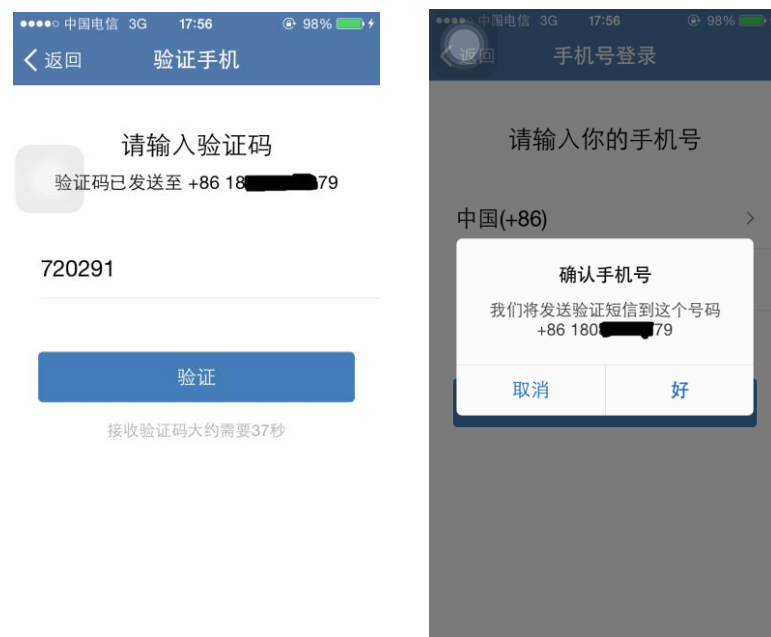 中国电信 3G 17:56 98%
返回 验证手机
请输入验证码
验证码已发送至 +86 18 79
720291
验证
接收验证码大约需要37秒
中国电信 3G 17:56 98%
返回 手机号登录
请输入你的手机号
中国(+86)
确认手机号
我们将发送验证短信到这个号码
+86 180 79
取消 好